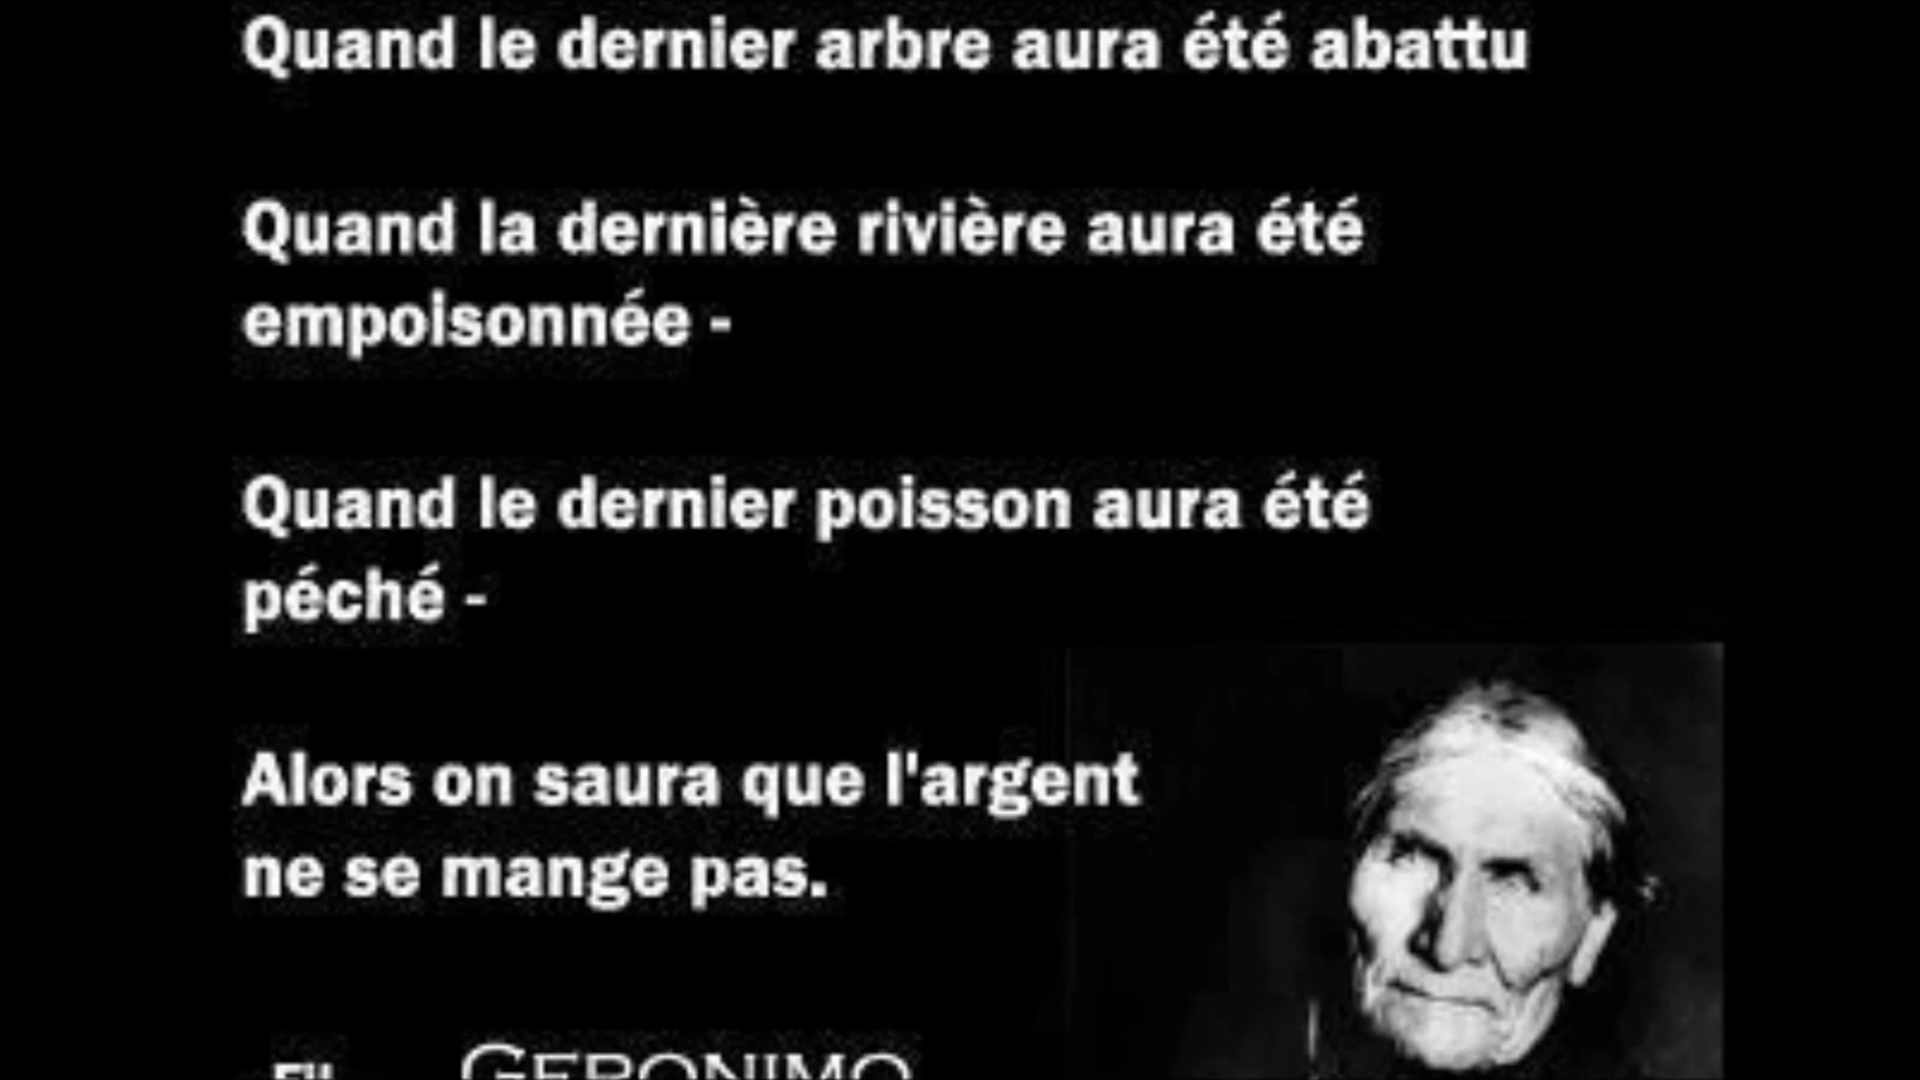 Quand le dernier arbre aura été abattu
Quand la dernière rivière aura été
empoisonnée -
Quand le dernier poisson aura été
péché -
Alors on saura que l'argent
ne se mange pas.
GERONIMO